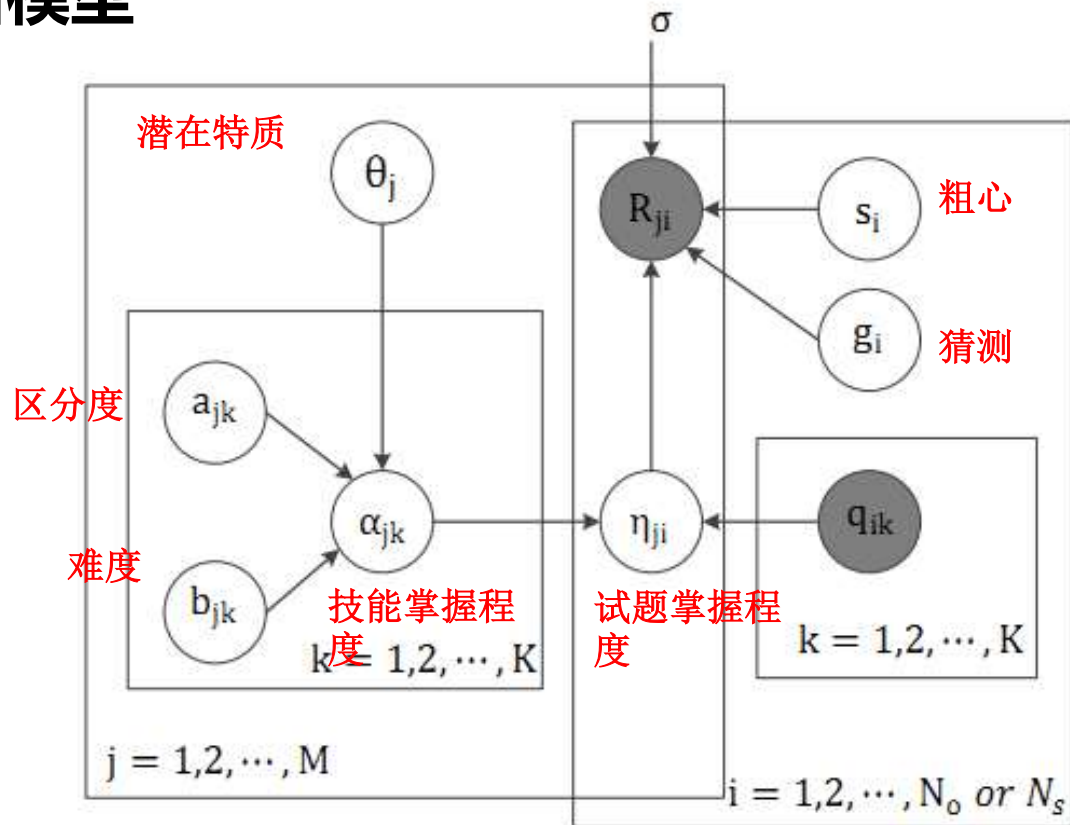 模型
σ
潜在特质
θj
Rji
si
粗心
gi
猜测
区分度
ajk
αjk
ηji
qik
难度
bjk
技能掌握程
度
k = 1,2, ⋯ , K
试题掌握程
度
k = 1,2, ⋯ , K
j = 1,2, ⋯ , M
i = 1,2, ⋯ , No or Ns